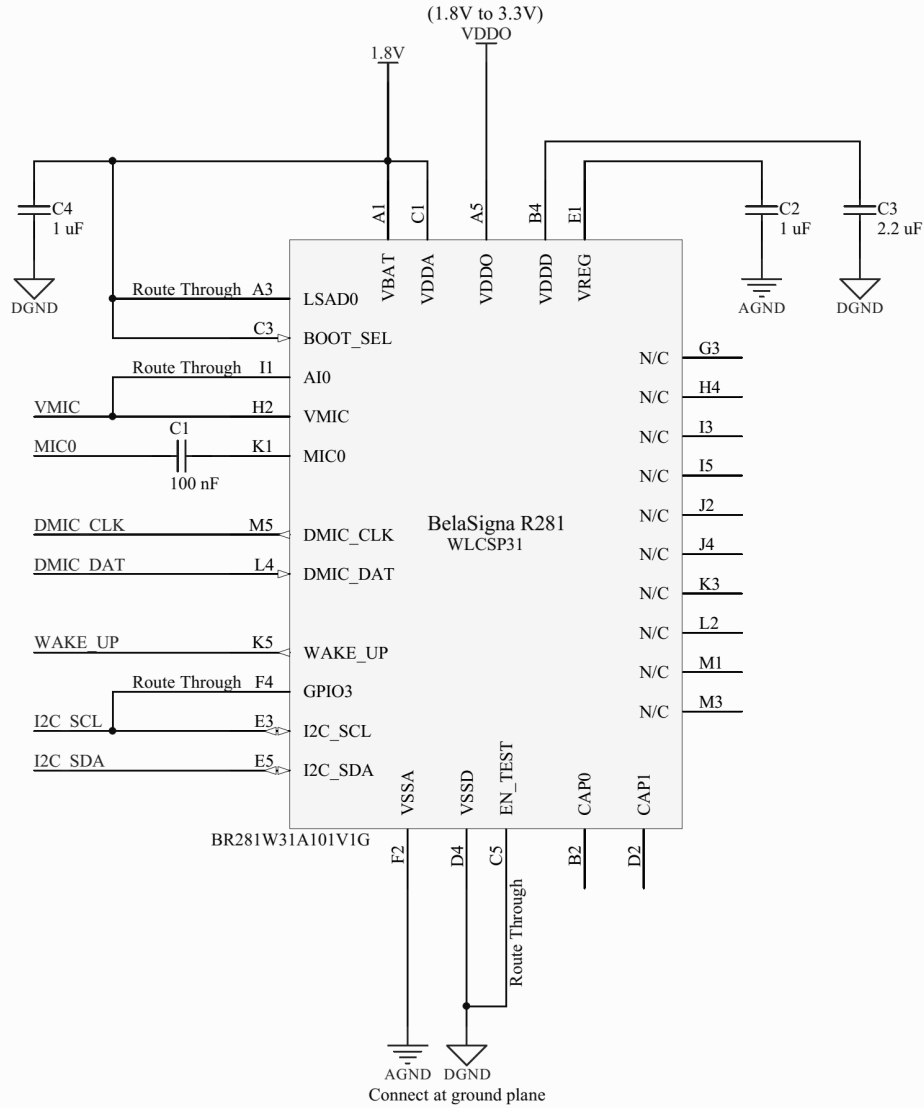 (1.8V to 3.3V)
VDDO
1.8V
C4
1 uF
DGND
A1
C1
A5
B4
E1
C2
1 uF
AGND
C3
2.2 uF
DGND
VBAT
VDDA
VDDO
VDDD
VREG
Route Through A3 LSAD0
C3 BOOT_SEL
Route Through I1 AI0
VMIC H2 VMIC
MIC0 C1 K1 MIC0
100 nF
DMIC_CLK M5 DMIC_CLK
DMIC_DAT L4 DMIC_DAT
WAKE_UP K5 WAKE_UP
Route Through F4 GPIO3
I2C_SCL E3 I2C_SCL
I2C_SDA E5 I2C_SDA
BelaSigna R281
WLCSP31
N/C G3
N/C H4
N/C I3
N/C I5
N/C J2
N/C J4
N/C K3
N/C L2
N/C M1
N/C M3
VSSA
VSSD
EN_TEST
CAP0
CAP1
BR281W31A101V1G
F2
D4
C5
B2
D2
Route Through
AGND
DGND
Connect at ground plane